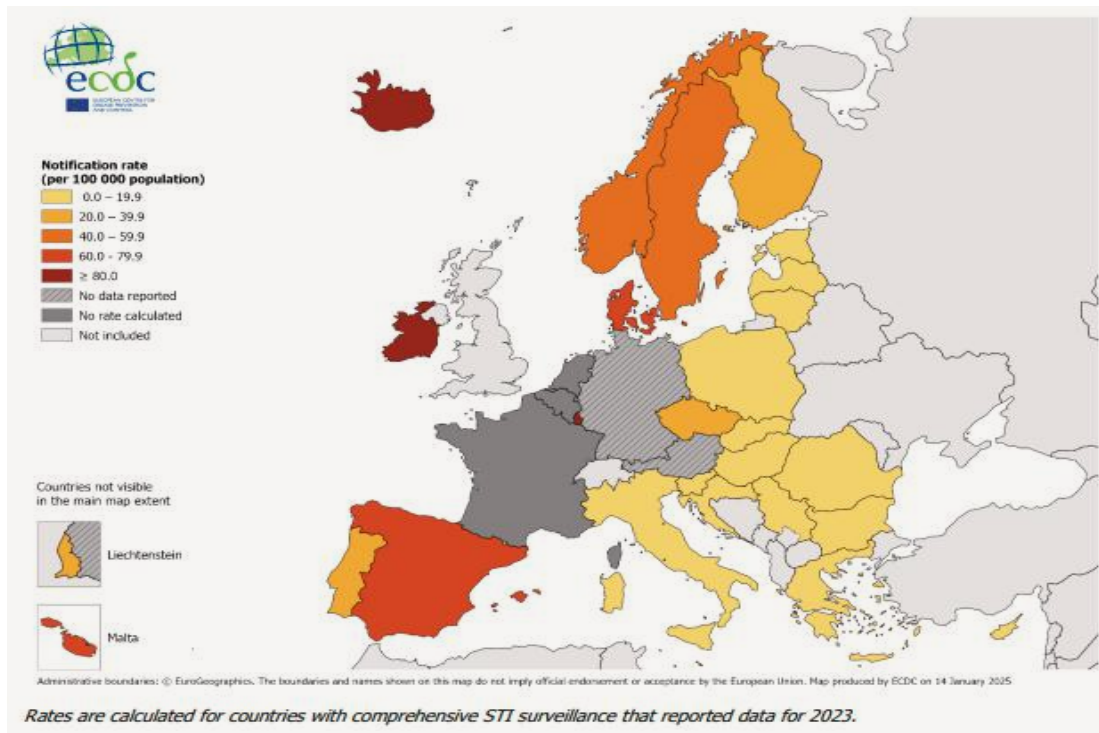 ecdc
EUROPEAN CENTRE FOR
DISEASE PREVENTION
AND CONTROL
Notification rate
(per 100 000 population)
0.0 – 19.9
20.0 – 39.9
40.0 – 59.9
60.0 - 79.9
≥ 80.0
No data reported
No rate calculated
Not included
Countries not visible
in the main map extent
Liechtenstein
Malta
Administrative boundaries: © EuroGeographics. The boundaries and names shown on this map do not imply official endorsement or acceptance by the European Union. Map produced by ECDC on 14 January 2025
Rates are calculated for countries with comprehensive STI surveillance that reported data for 2023.